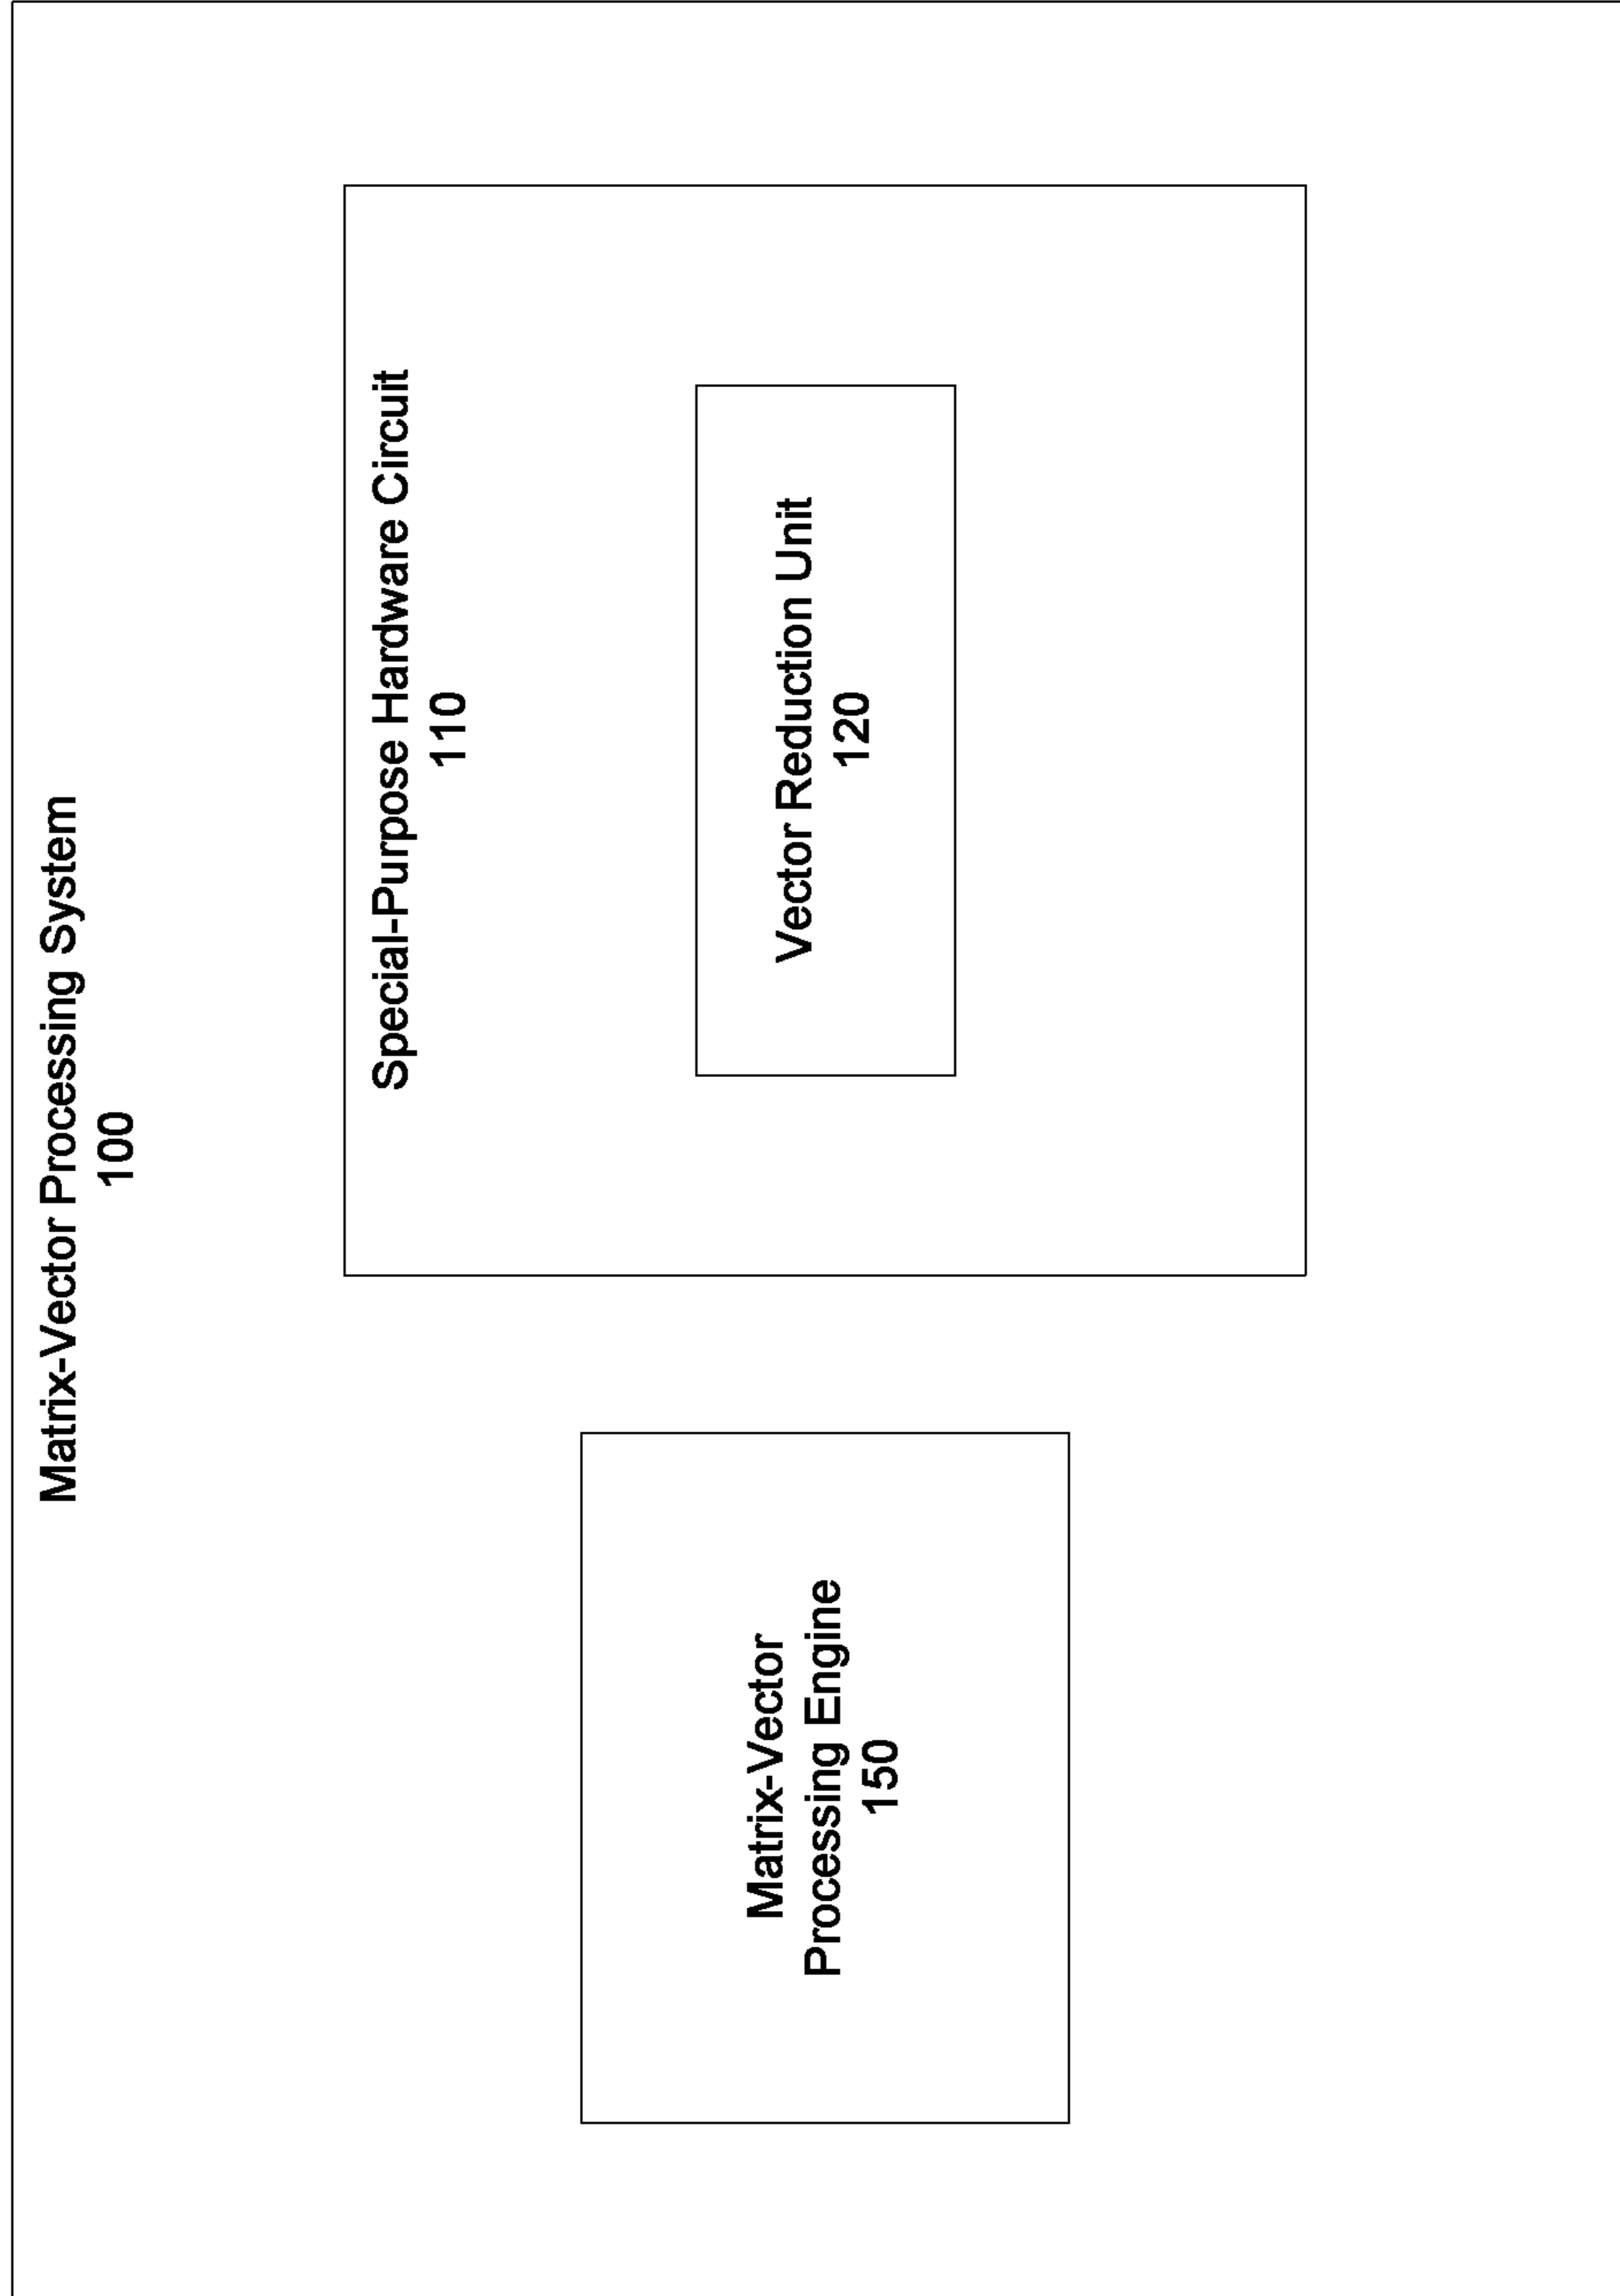 Matrix-Vector Processing System
100
Matrix-Vector
Processing Engine
150
Special-Purpose Hardware Circuit
110
Vector Reduction Unit
120